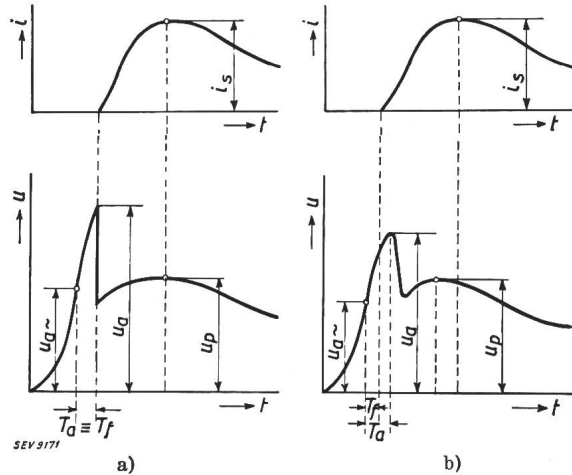 i
i_s
t
i
i_s
t
u
u_a~
u_a
u_p
t
T_a ≡ T_f
u
u_a~
u_a
u_p
t
T_f
T_a
SEV 9171
a)
b)